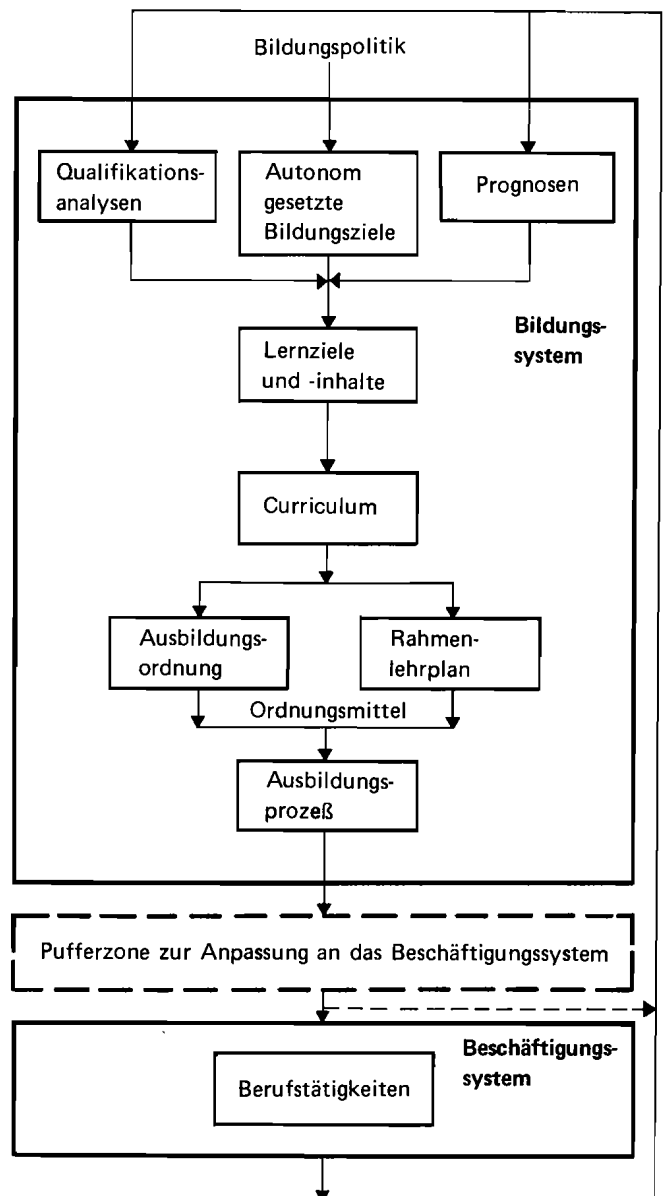 Bildungspolitik
Qualifikations-
analysen
Autonom
gesetzte
Bildungsziele
Prognosen
Bildungs-
system
Lernziele
und -inhalte
Curriculum
Ausbildungs-
ordnung
Rahmen-
lehrplan
Ordnungsmittel
Ausbildungs-
prozeß
Pufferzone zur Anpassung an das Beschäftigungssystem
Beschäftigungs-
system
Berufstätigkeiten